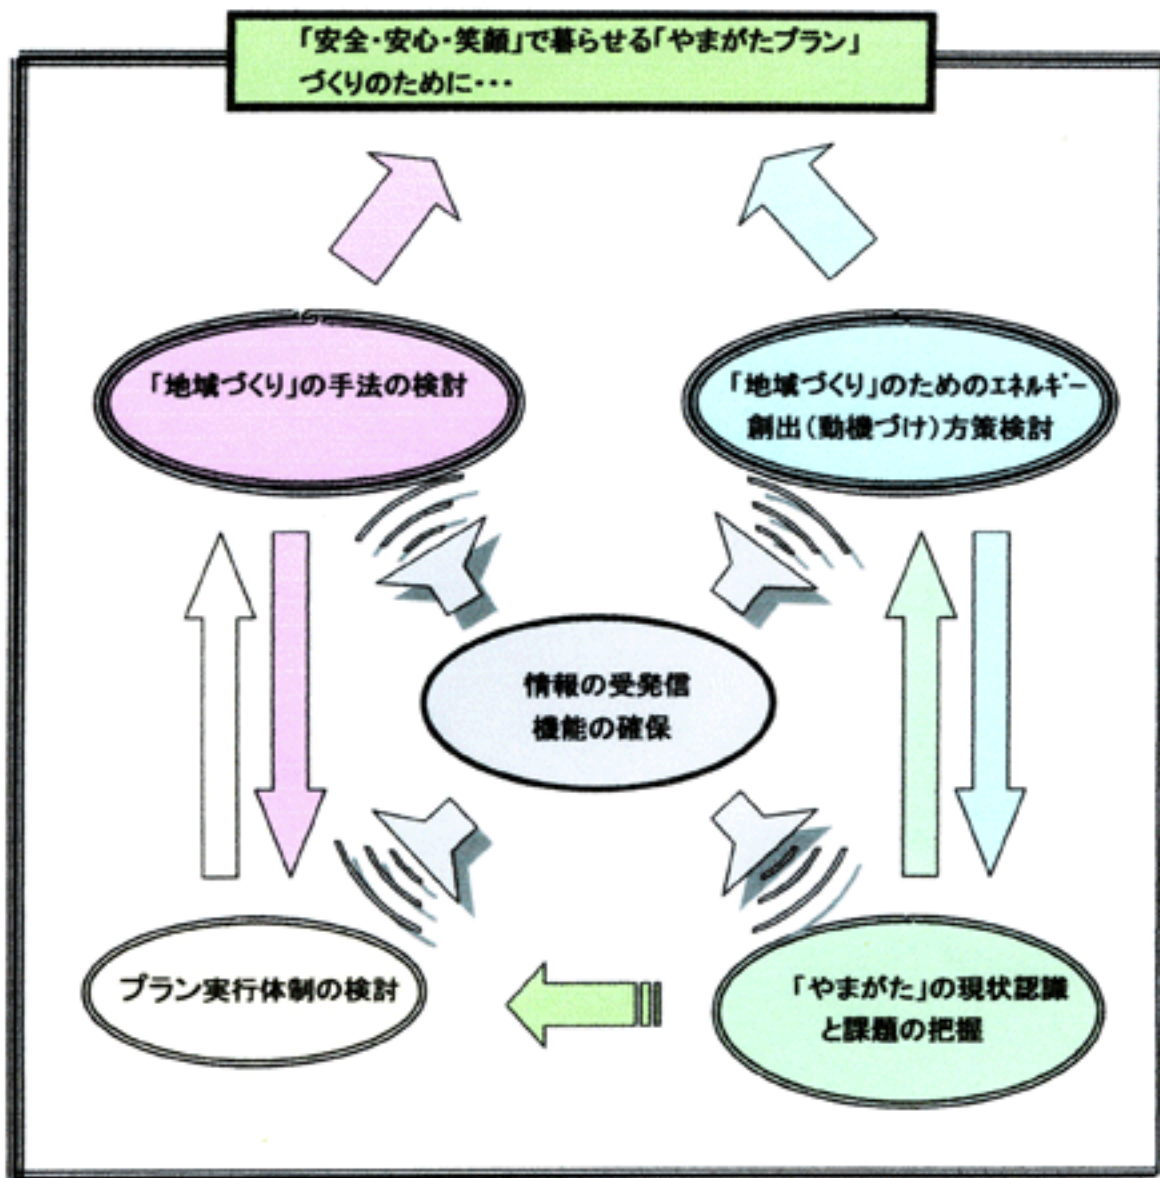 「安全・安心・笑顔」で暮らせる「やまがたプラン」
づくりのために・・・
「地域づくり」の手法の検討
「地域づくり」のためのｴﾈﾙｷﾞｰ
創出(動機づけ)方策検討
情報の受発信
機能の確保
プラン実行体制の検討
「やまがた」の現状認識
と課題の把握